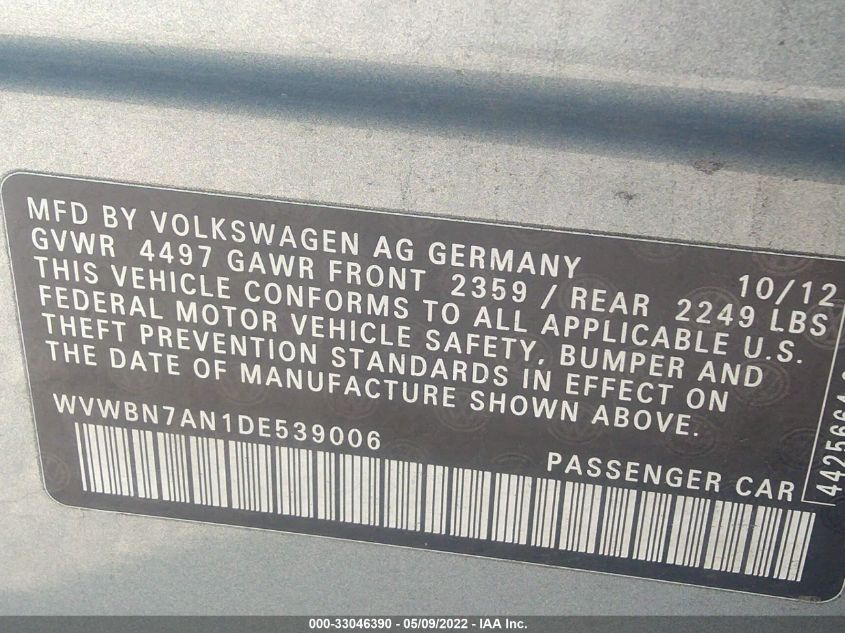 MFD BY VOLKSWAGEN AG GERMANY 10/12
GVWR 4497 GAWR FRONT 2359 / REAR 2249 LBS
THIS VEHICLE CONFORMS TO ALL APPLICABLE U.S.
FEDERAL MOTOR VEHICLE SAFETY, BUMPER AND
THEFT PREVENTION STANDARDS IN EFFECT ON
THE DATE OF MANUFACTURE SHOWN ABOVE.
WVWBN7AN1DE539006
PASSENGER CAR
000-33046390 - 05/09/2022 - IAA Inc.